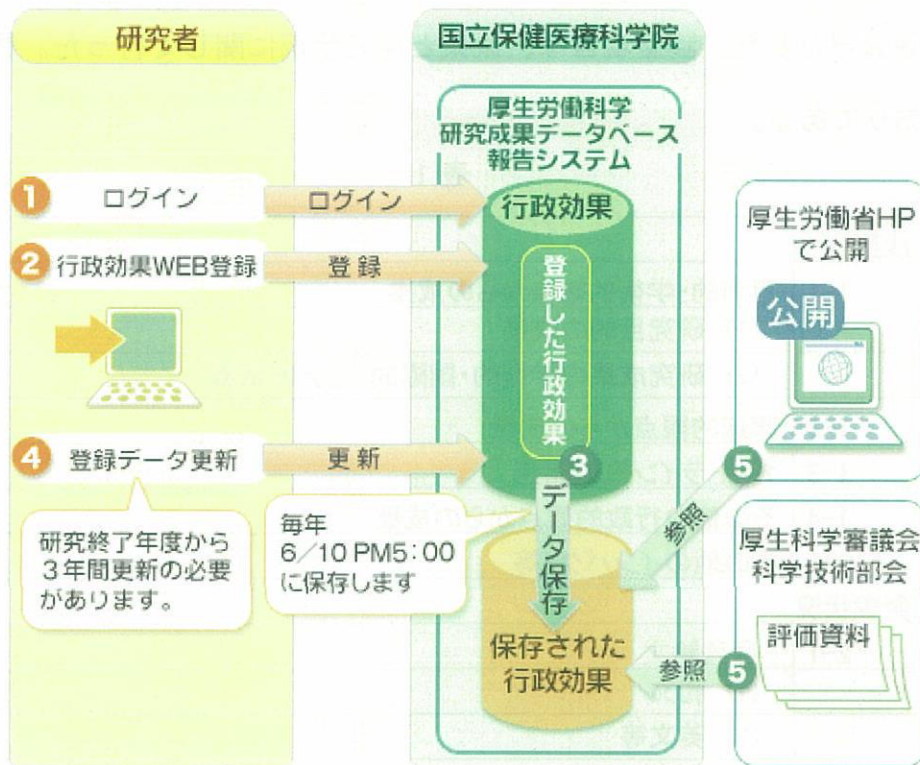 研究者
国立保健医療科学院
厚生労働科学
研究成果データベース
報告システム
1 ログイン
ログイン
行政効果
2 行政効果WEB登録
登録
登録した行政効果
厚生労働省HP
で公開
公開
4 登録データ更新
更新
3
データ保存
5
参照
研究終了年度から
3年間更新の必要
があります。
毎年
6/10 PM5:00
に保存します
保存された
行政効果
厚生科学審議会
科学技術部会
評価資料
参照 5